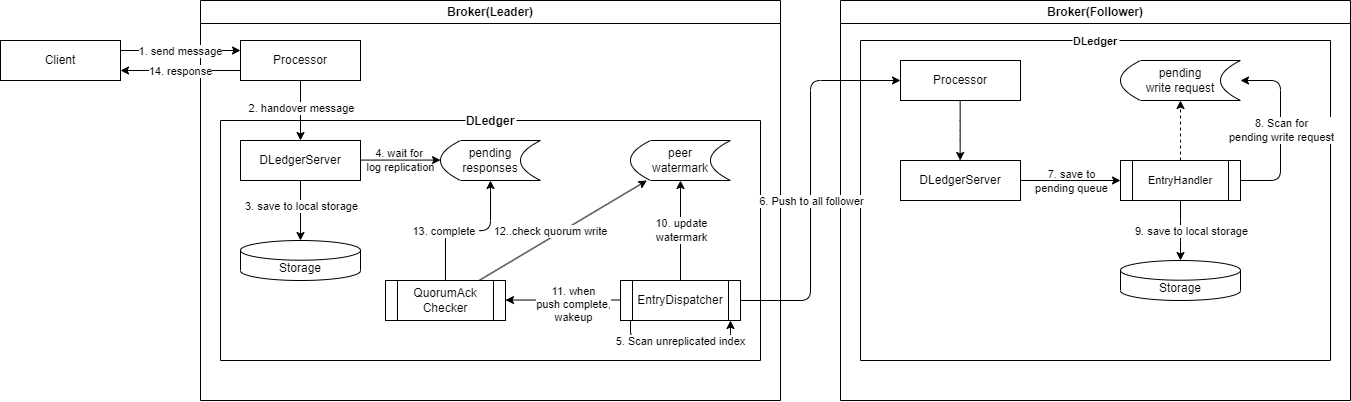 Broker(Leader)
Broker(Follower)
Client
1. send message
14. response
Processor
2. handover message
DLedger
DLedgerServer
4. wait for
log replication
pending
responses
peer
watermark
3. save to local storage
Storage
13. complete
12..check quorum write
10. update
watermark
QuorumAck
Checker
11. when
push complete,
wakeup
EntryDispatcher
5. Scan unreplicated index
6. Push to all follower
DLedger
Processor
pending
write request
8. Scan for
pending write request
DLedgerServer
7. save to
pending queue
EntryHandler
9. save to local storage
Storage